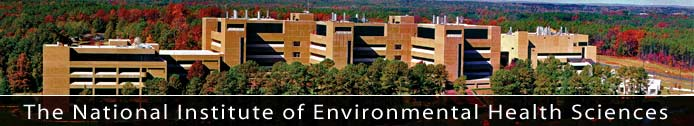 The National Institute of Environmental Health Sciences